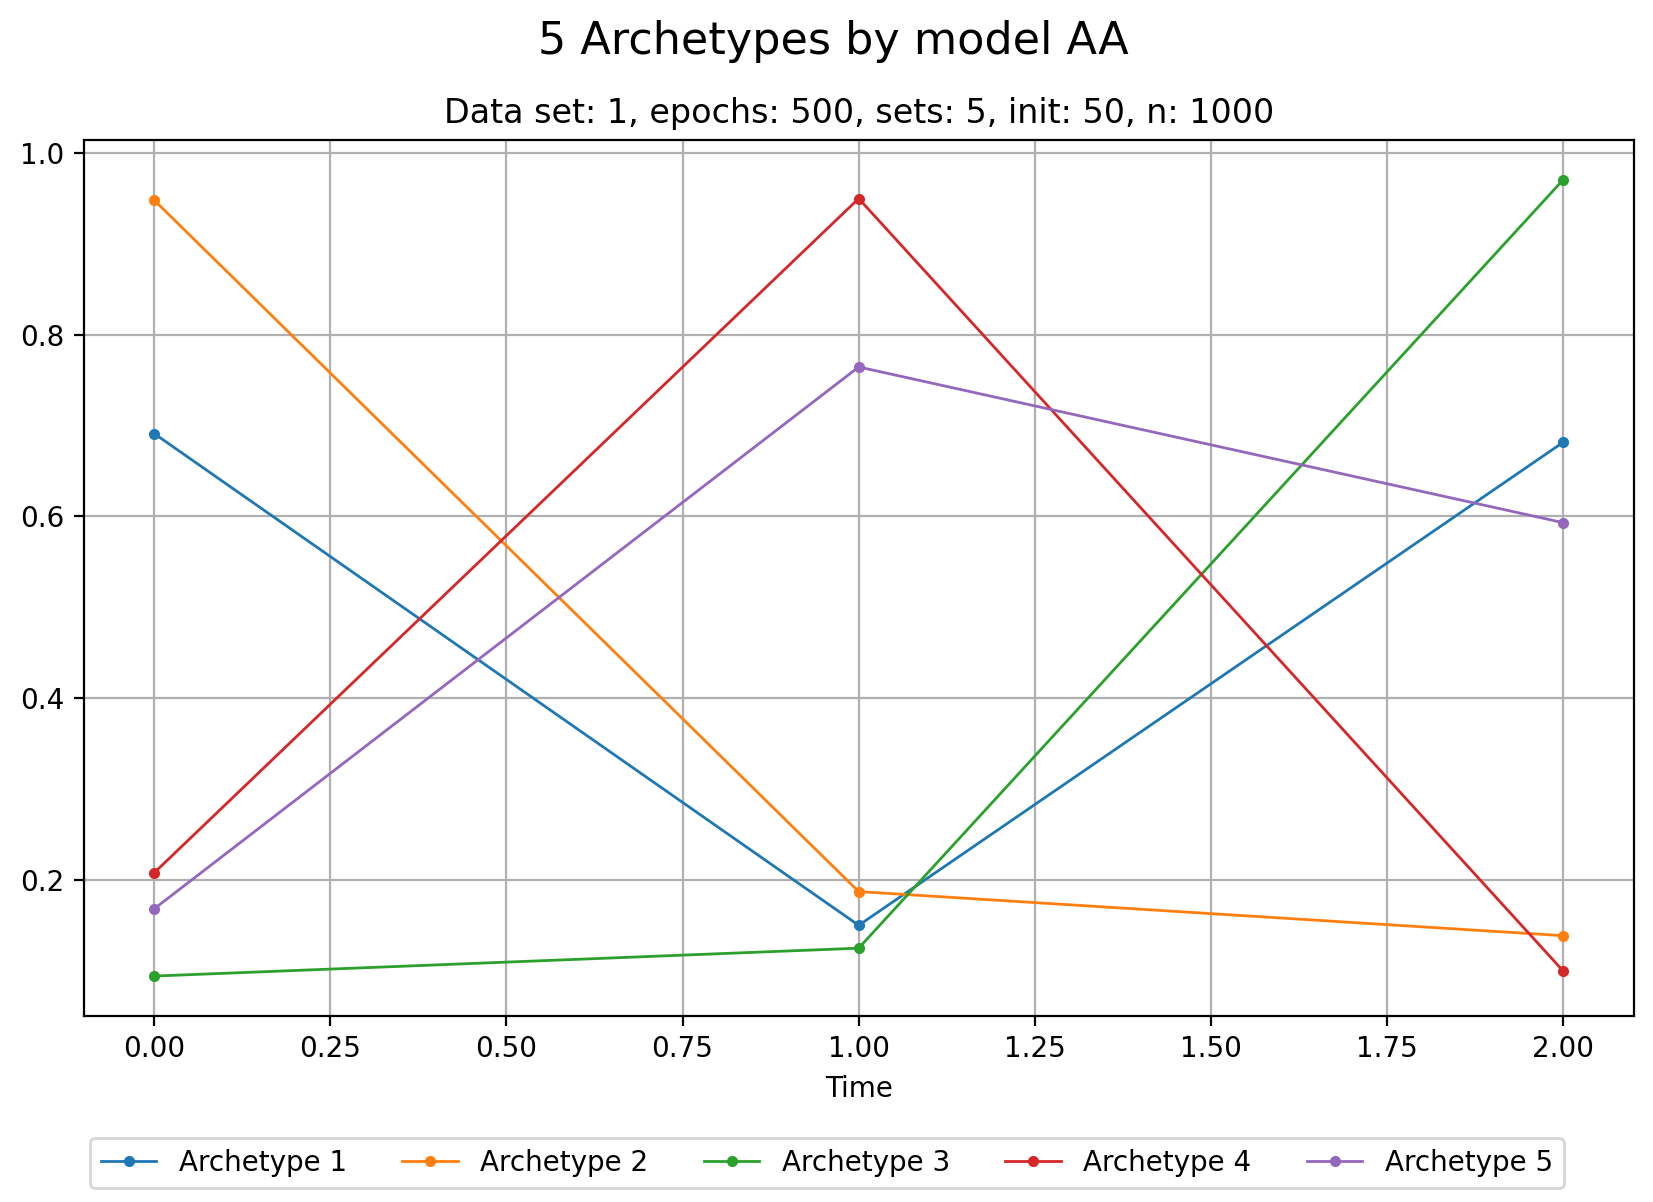 5 Archetypes by model AA
Data set: 1, epochs: 500, sets: 5, init: 50, n: 1000
1.0
0.8
0.6
0.4
0.2
0.00 0.25 0.50 0.75 1.00 1.25 1.50 1.75 2.00
Time
Archetype 1 Archetype 2 Archetype 3 Archetype 4 Archetype 5